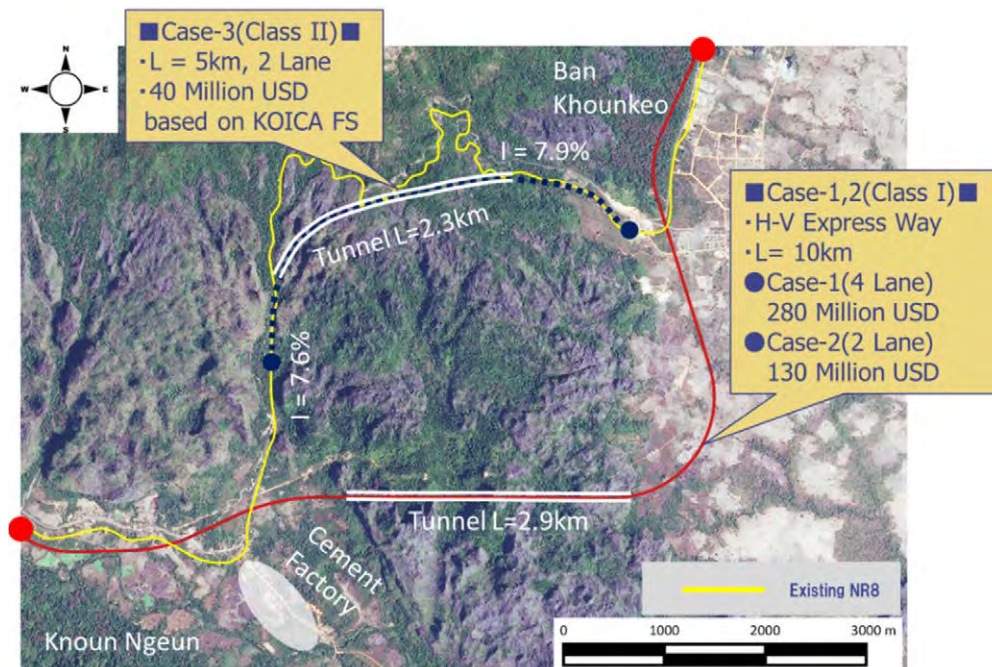 ■Case-3(Class II)■
·L = 5km, 2 Lane
·40 Million USD
based on KOICA FS
N
W
E
S
Ban
Khounkeo
I = 7.9%
Tunnel L=2.3km
I = 7.6%
■Case-1,2(Class I)■
·H-V Express Way
·L= 10km
●Case-1(4 Lane)
280 Million USD
●Case-2(2 Lane)
130 Million USD
Tunnel L=2.9km
Cement
Factory
Knoun Ngeun
Existing NR8
0 1000 2000 3000 m